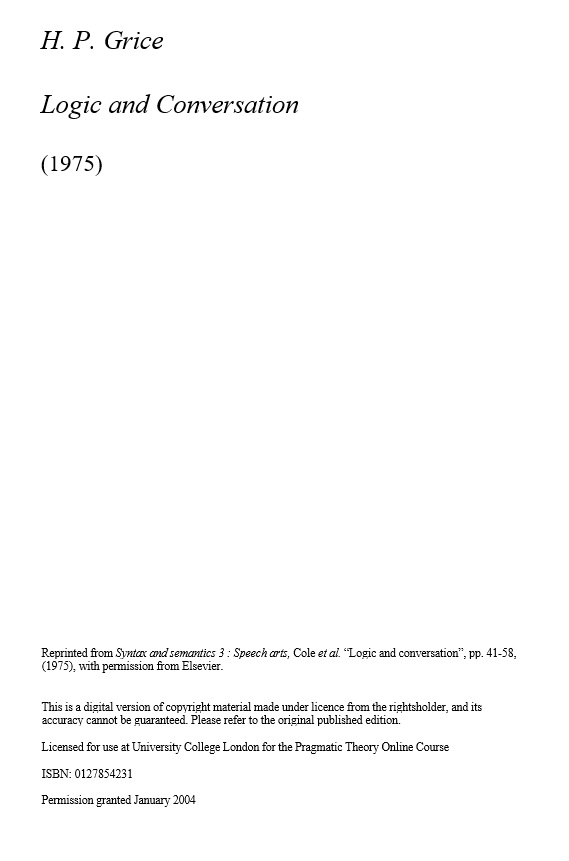 H. P. Grice
Logic and Conversation
(1975)
Reprinted from Syntax and semantics 3 : Speech arts, Cole et al. “Logic and conversation”, pp. 41-58,
(1975), with permission from Elsevier.
This is a digital version of copyright material made under licence from the rightsholder, and its
accuracy cannot be guaranteed. Please refer to the original published edition.
Licensed for use at University College London for the Pragmatic Theory Online Course
ISBN: 0127854231
Permission granted January 2004